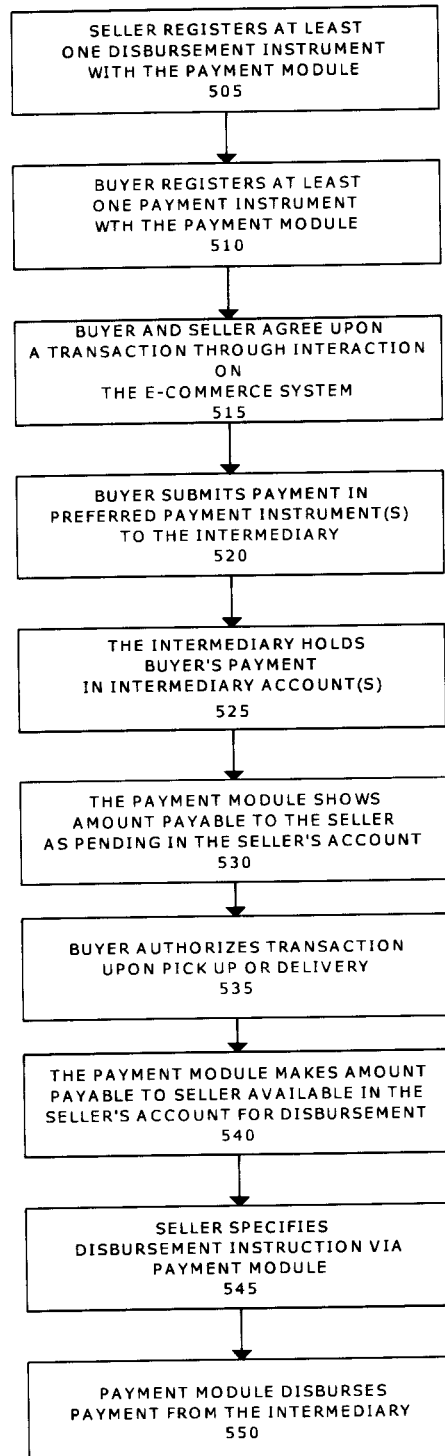 SELLER REGISTERS AT LEAST
ONE DISBURSEMENT INSTRUMENT
WITH THE PAYMENT MODULE
505
BUYER REGISTERS AT LEAST
ONE PAYMENT INSTRUMENT
WTH THE PAYMENT MODULE
510
BUYER AND SELLER AGREE UPON
A TRANSACTION THROUGH INTERACTION
ON
THE E-COMMERCE SYSTEM
515
BUYER SUBMITS PAYMENT IN
PREFERRED PAYMENT INSTRUMENT(S)
TO THE INTERMEDIARY
520
THE INTERMEDIARY HOLDS
BUYER'S PAYMENT
IN INTERMEDIARY ACCOUNT(S)
525
THE PAYMENT MODULE SHOWS
AMOUNT PAYABLE TO THE SELLER
AS PENDING IN THE SELLER'S ACCOUNT
530
BUYER AUTHORIZES TRANSACTION
UPON PICK UP OR DELIVERY
535
THE PAYMENT MODULE MAKES AMOUNT
PAYABLE TO SELLER AVAILABLE IN THE
SELLER'S ACCOUNT FOR DISBURSEMENT
540
SELLER SPECIFIES
DISBURSEMENT INSTRUCTION VIA
PAYMENT MODULE
545
PAYMENT MODULE DISBURSES
PAYMENT FROM THE INTERMEDIARY
550